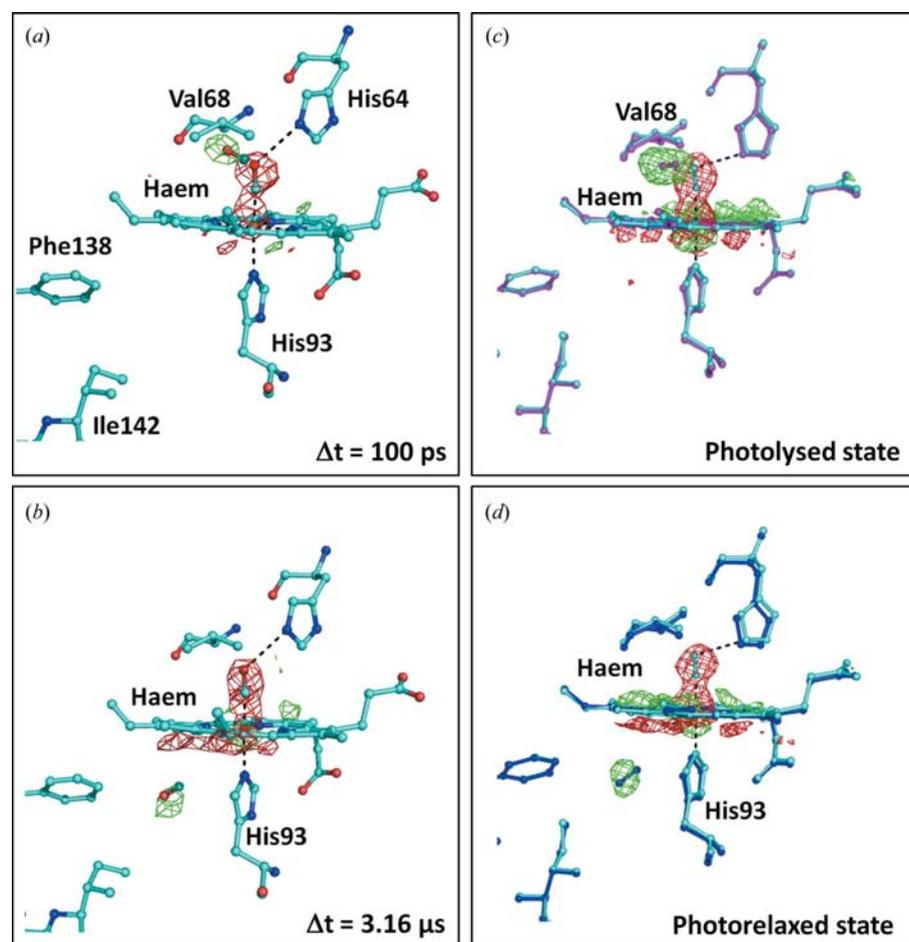 (a)
Val68
His64
Haem
Phe138
His93
Ile142
Δt = 100 ps
(c)
Val68
Haem
Photolysed state
(b)
Haem
His93
Δt = 3.16 μs
(d)
Haem
His93
Photorelaxed state